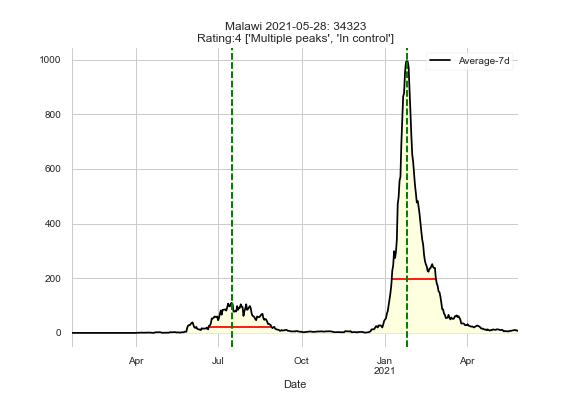 Malawi 2021-05-28: 34323
Rating:4 ['Multiple peaks', 'In control']
Average-7d
1000
800
600
400
200
0
Apr
Jul
Oct
Jan
2021
Apr
Date